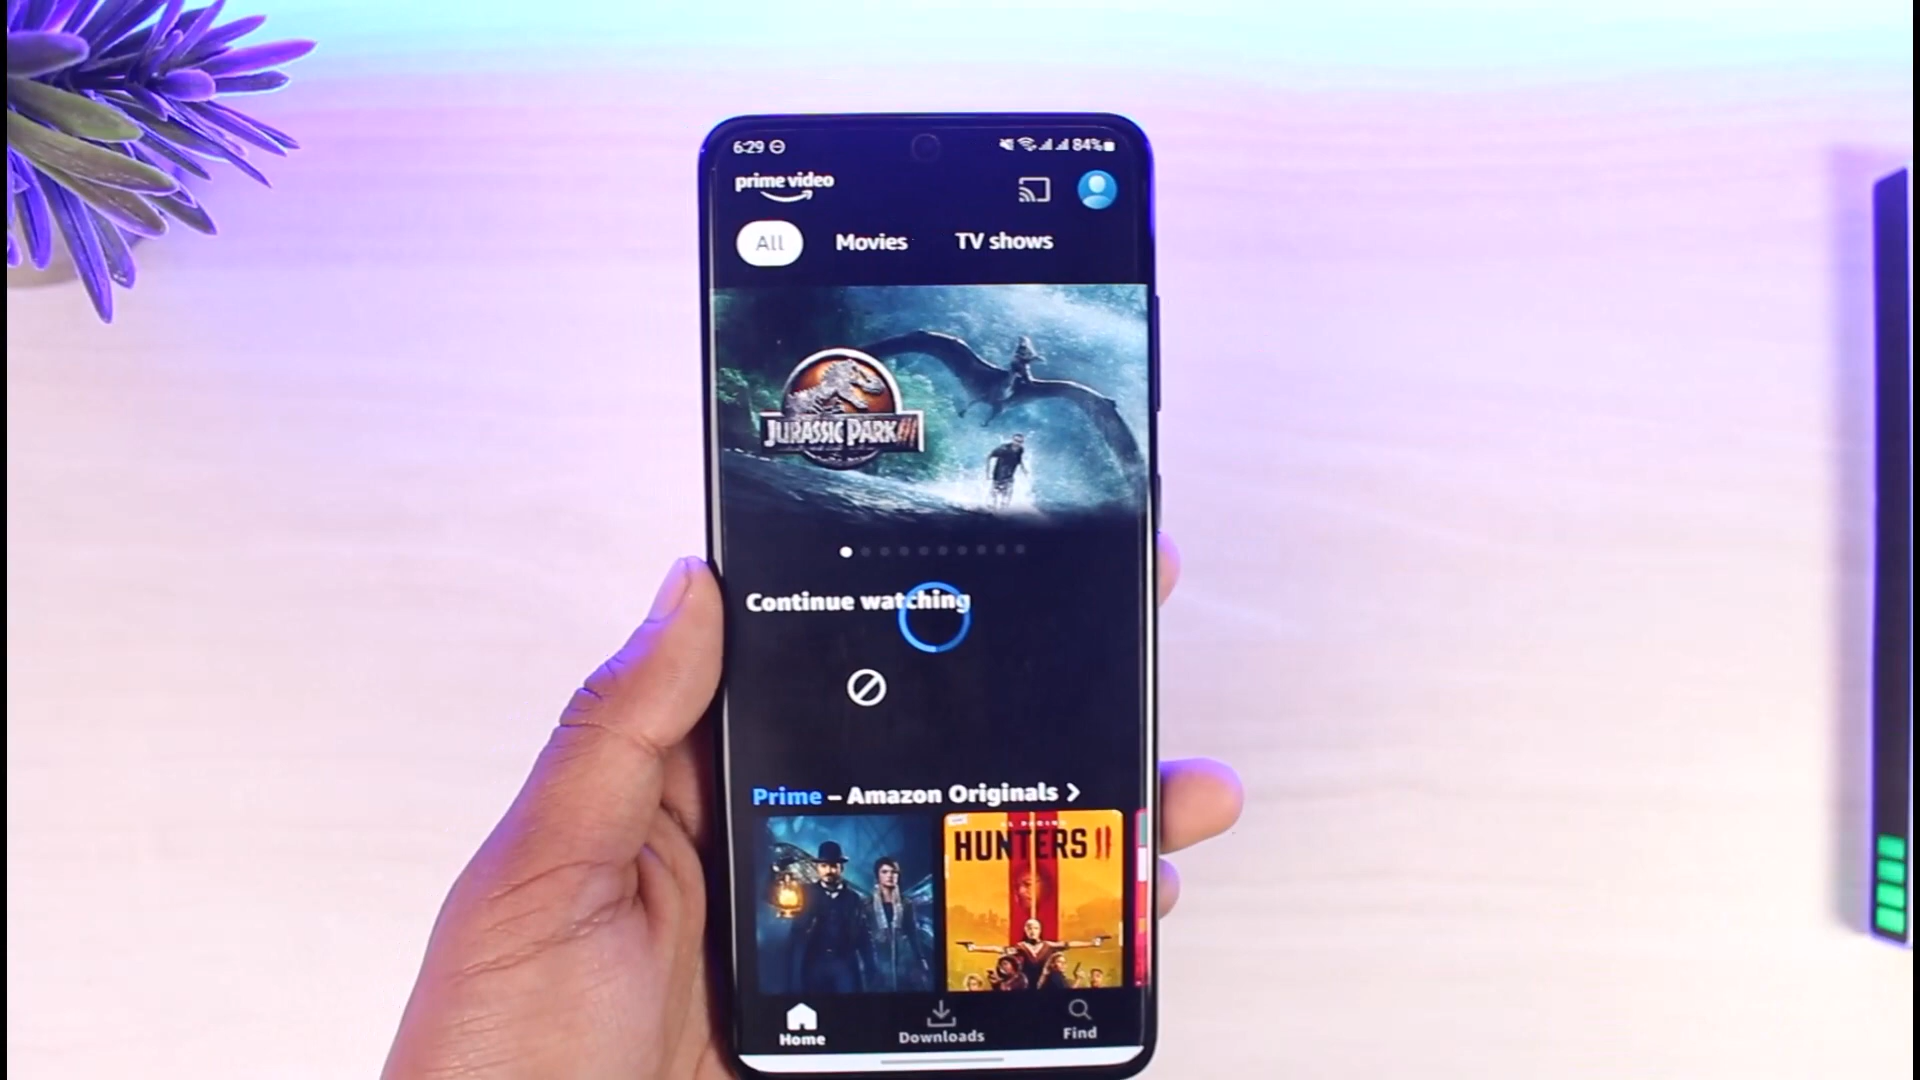 6:29
84%
prime video
All
Movies
TV shows
JURASSIC PARK III
Continue watching
Prime – Amazon Originals >
HUNTERS II
Home
Downloads
Find